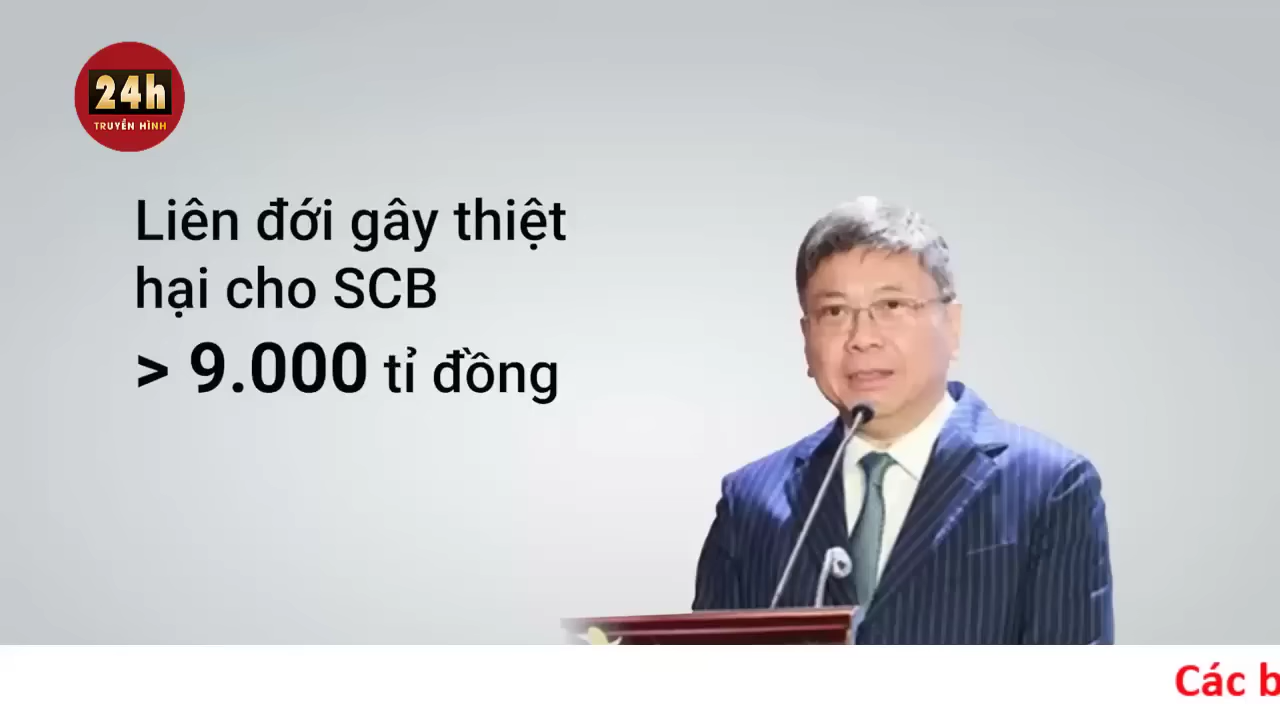 24h
TRUYỀN HÌNH
Liên đới gây thiệt
hại cho SCB
> 9.000 tỉ đồng
Các b